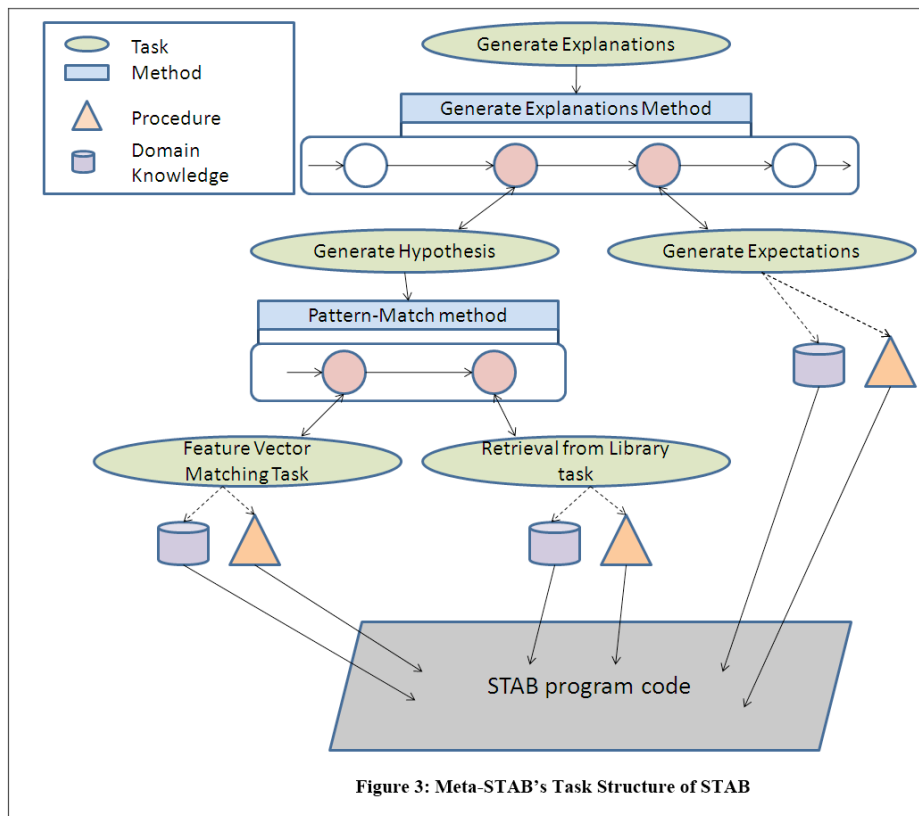 Task
Method
Procedure
Domain
Knowledge
Generate Explanations
Generate Explanations Method
Generate Hypothesis
Generate Expectations
Pattern-Match method
Feature Vector
Matching Task
Retrieval from Library
task
STAB program code
Figure 3: Meta-STAB's Task Structure of STAB